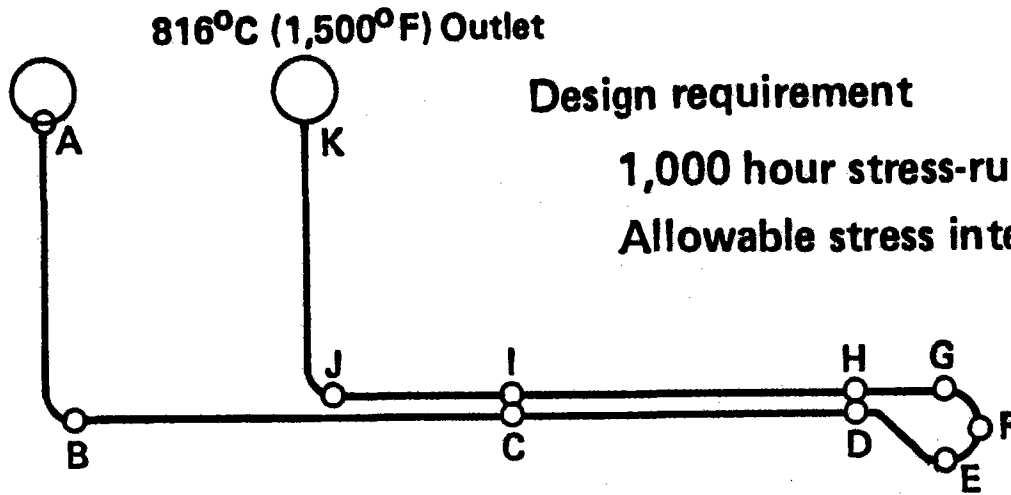 816°C (1,500°F) Outlet
Design requirement
1,000 hour stress-ru
Allowable stress inte
A
K
J
I
H
G
B
C
D
E
F